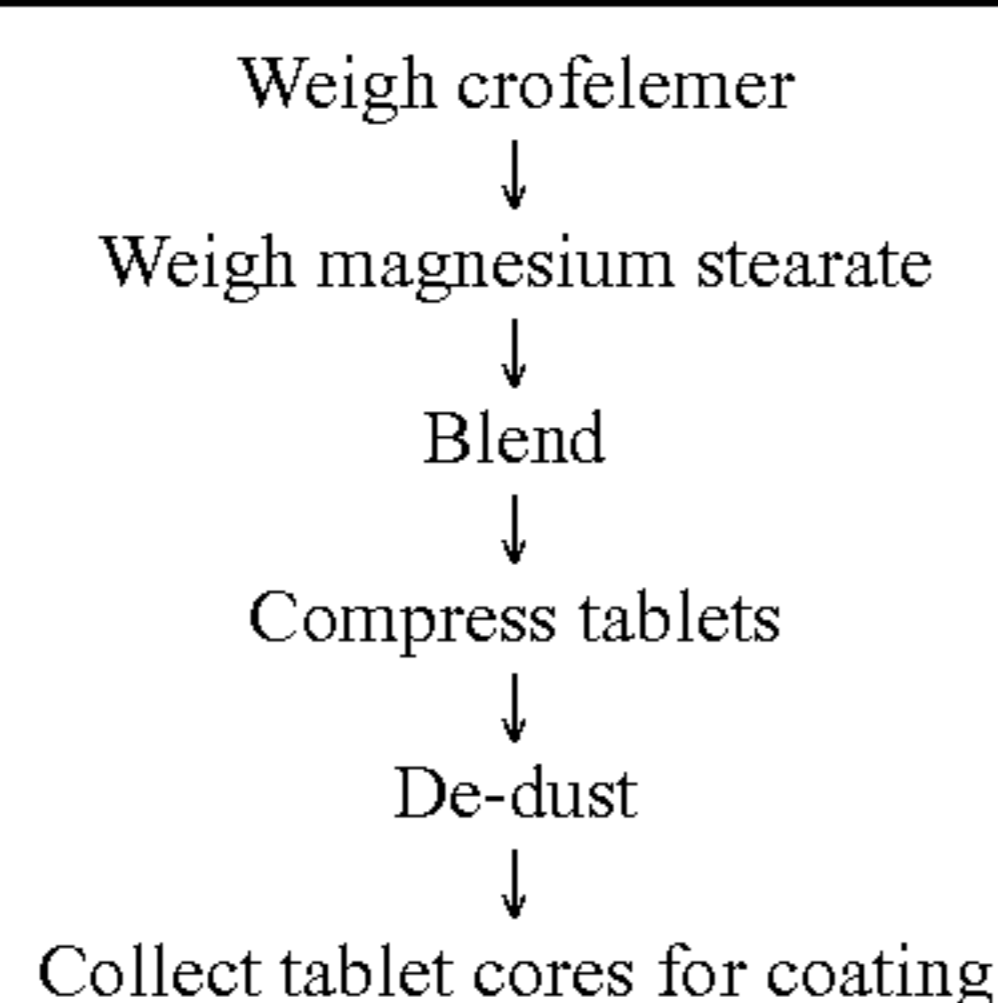 Weigh crofelemer
Weigh magnesium stearate
Blend
Compress tablets
De-dust
Collect tablet cores for coating